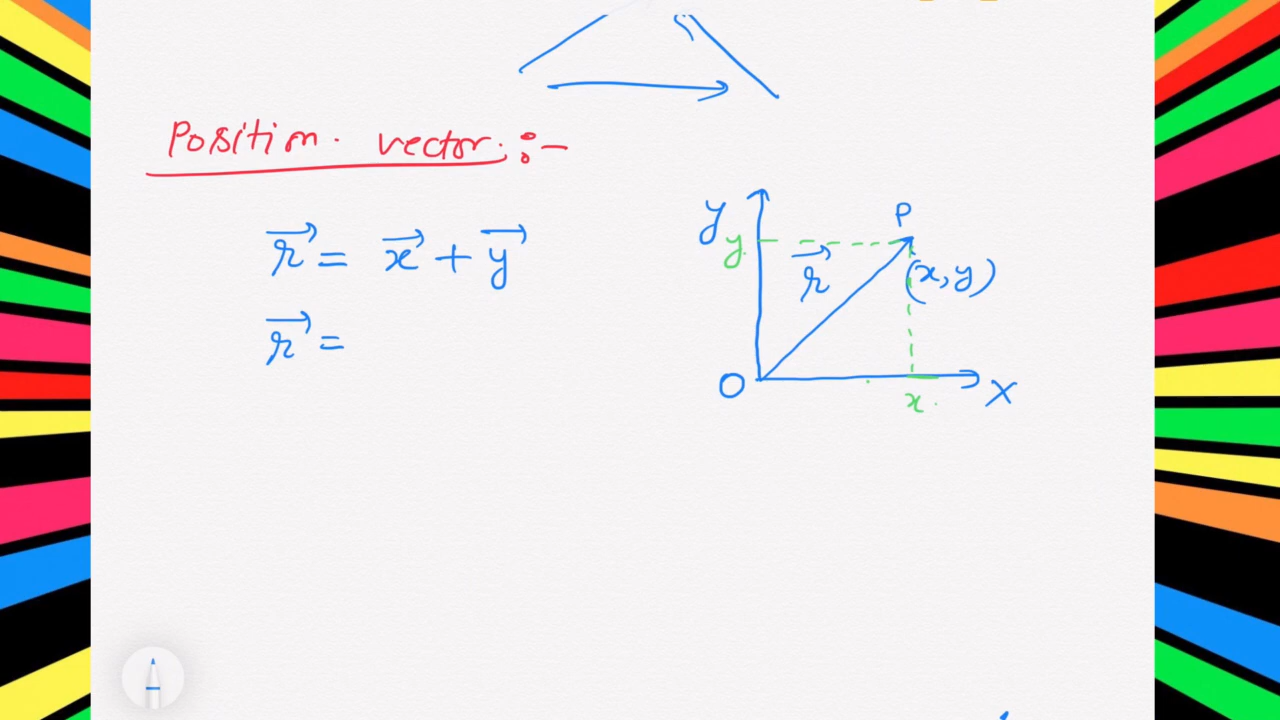 Position vector :-
r⃗ = x⃗ + y⃗
r⃗ =
y
P
y
r⃗
(x, y)
O
x
X